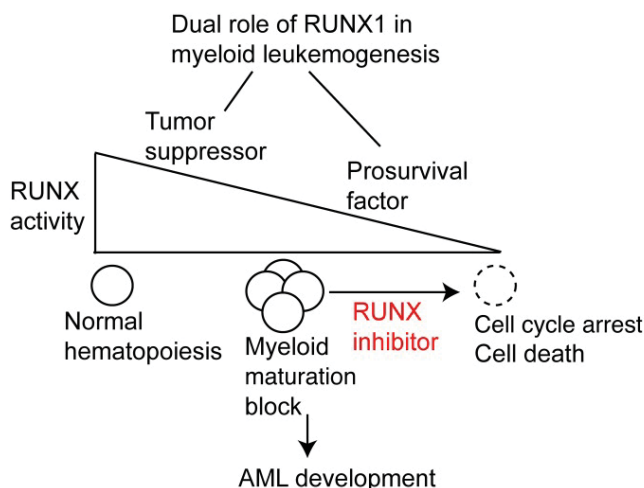 Dual role of RUNX1 in
myeloid leukemogenesis
Tumor
suppressor
Prosurvival
factor
RUNX
activity
Normal
hematopoiesis
Myeloid
maturation
block
RUNX
inhibitor
Cell cycle arrest
Cell death
AML development